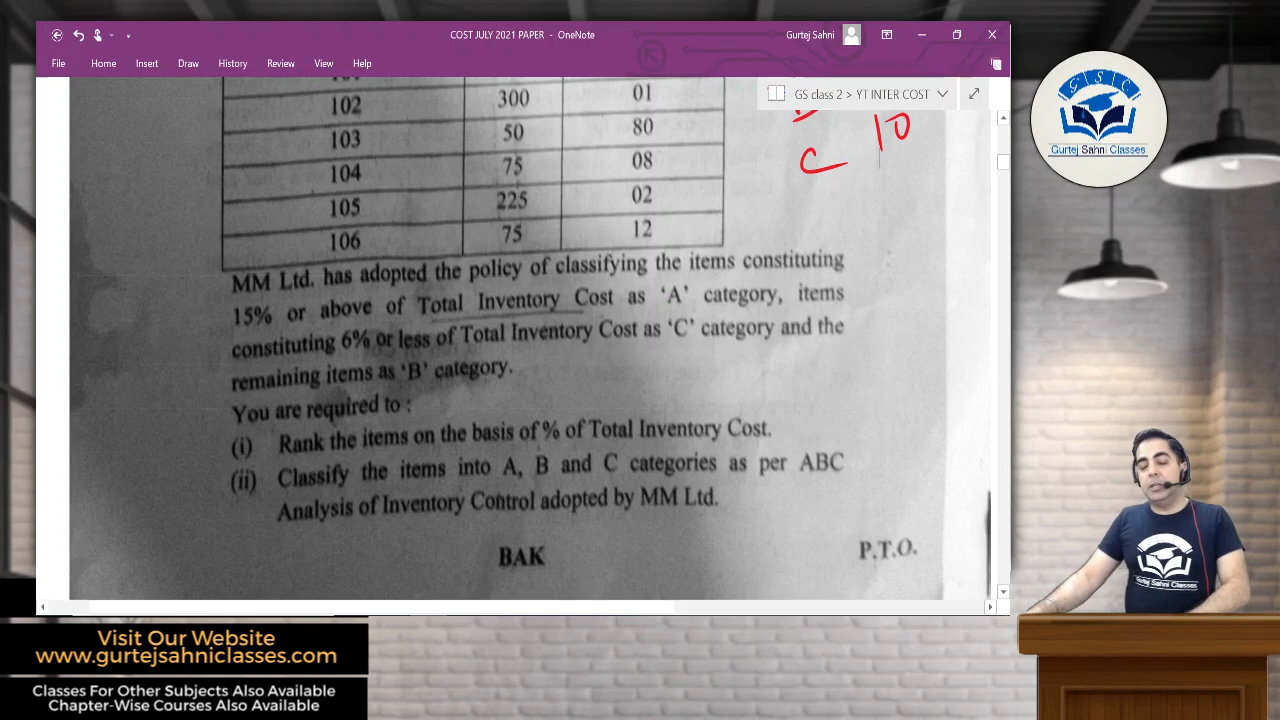 COST JULY 2021 PAPER - OneNote
Gurtej Sahni
File Home Insert Draw History Review View Help
GS class 2 > YT INTER COST
102 300 01
103 50 80
104 75 08
105 225 02
106 75 12
C 10
MM Ltd. has adopted the policy of classifying the items constituting
15% or above of Total Inventory Cost as 'A' category, items
constituting 6% or less of Total Inventory Cost as 'C' category and the
remaining items as 'B' category.
You are required to :
(i) Rank the items on the basis of % of Total Inventory Cost.
(ii) Classify the items into A, B and C categories as per ABC
Analysis of Inventory Control adopted by MM Ltd.
BAK
P.T.O.
GSC
Gurtej Sahni Classes
Gurtej Sahni Classes
Visit Our Website
www.gurtejsahniclasses.com
Classes For Other Subjects Also Available
Chapter-Wise Courses Also Available